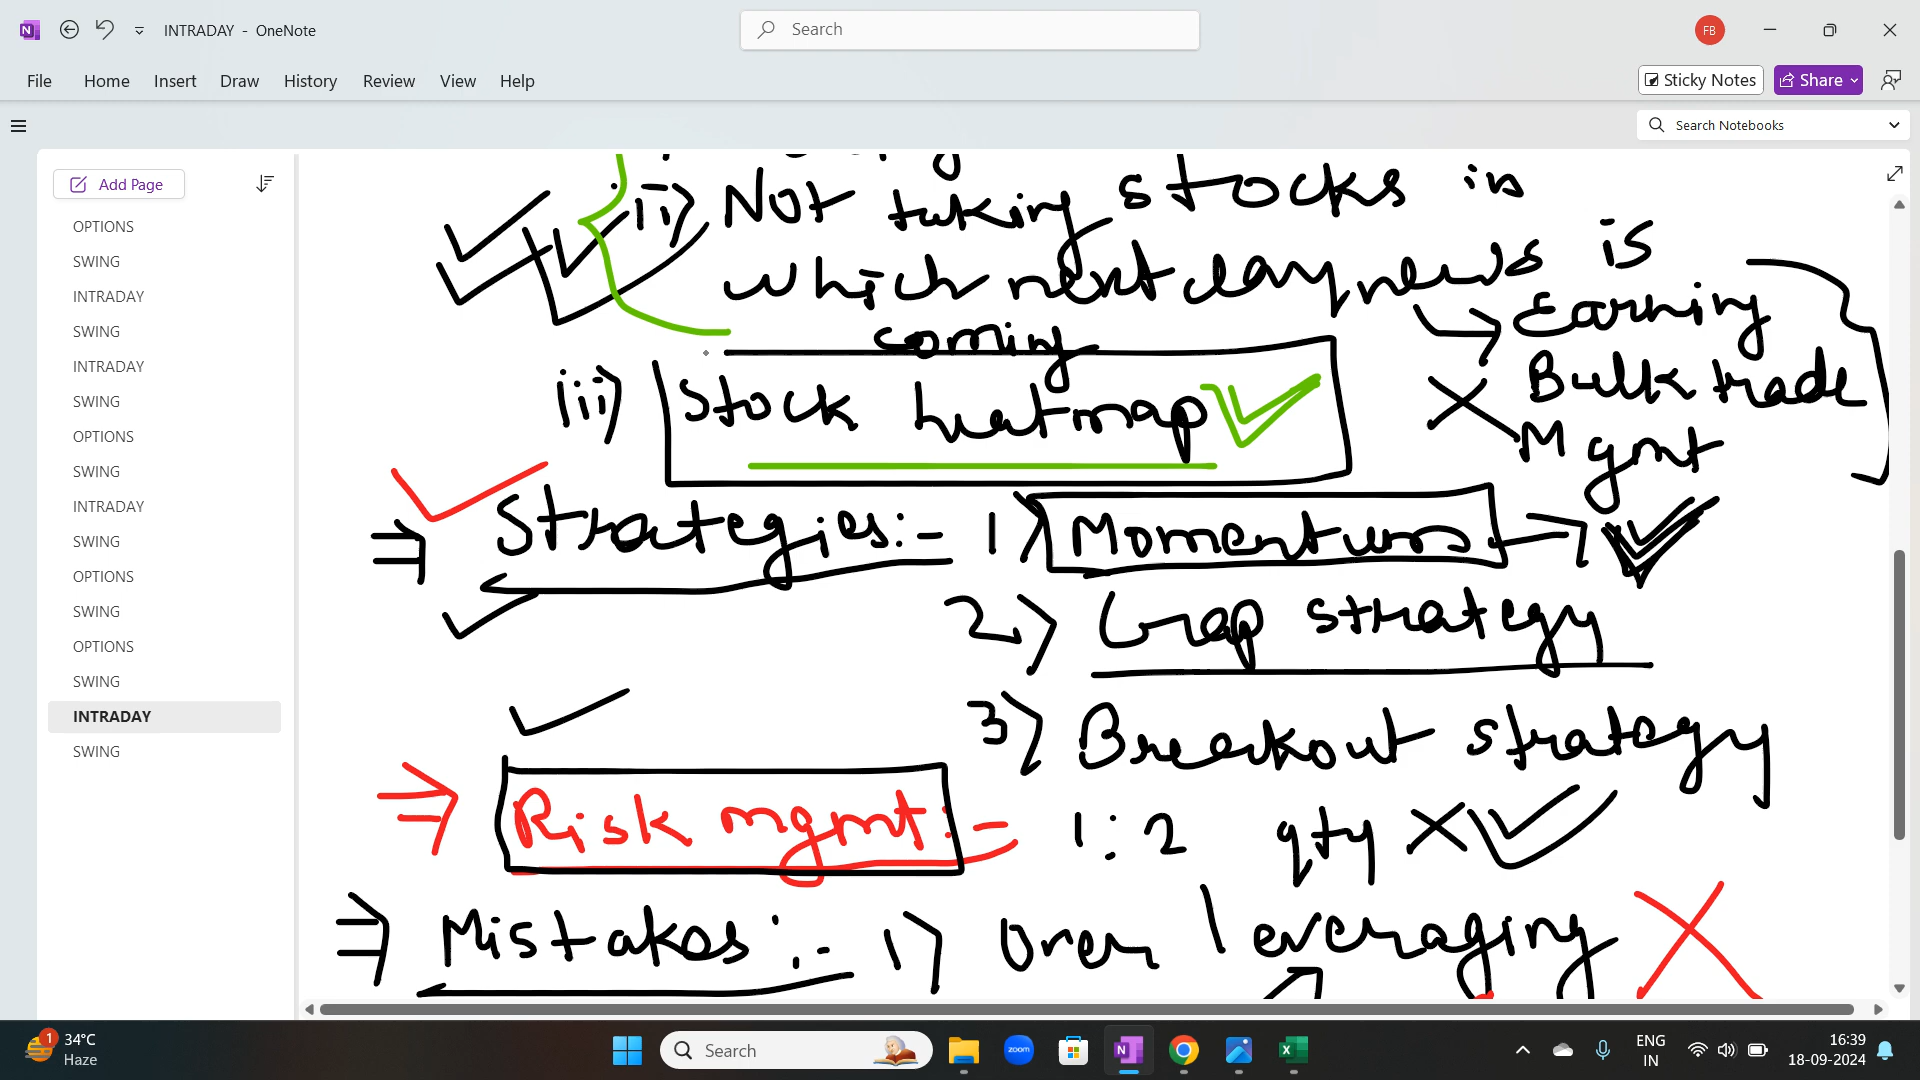 INTRADAY - OneNote
Search
FB
File Home Insert Draw History Review View Help
Sticky Notes
Share
Search Notebooks
Add Page
OPTIONS
SWING
INTRADAY
SWING
INTRADAY
SWING
OPTIONS
SWING
INTRADAY
SWING
OPTIONS
SWING
OPTIONS
SWING
INTRADAY
SWING
ii) Not taking stocks in
which next day news is
coming
Earning
Bulk trade
Mgmt
iii) Stock heatmap
⇒ Strategies:- 1) Momentum
2.) Gap strategy
3) Breakout strategy
⇒ Risk mgmt:= 1:2 qty
⇒ Mistakes:- 1) Over leveraging
1
34°C
Haze
Search
zoom
ENG
IN
16:39
18-09-2024